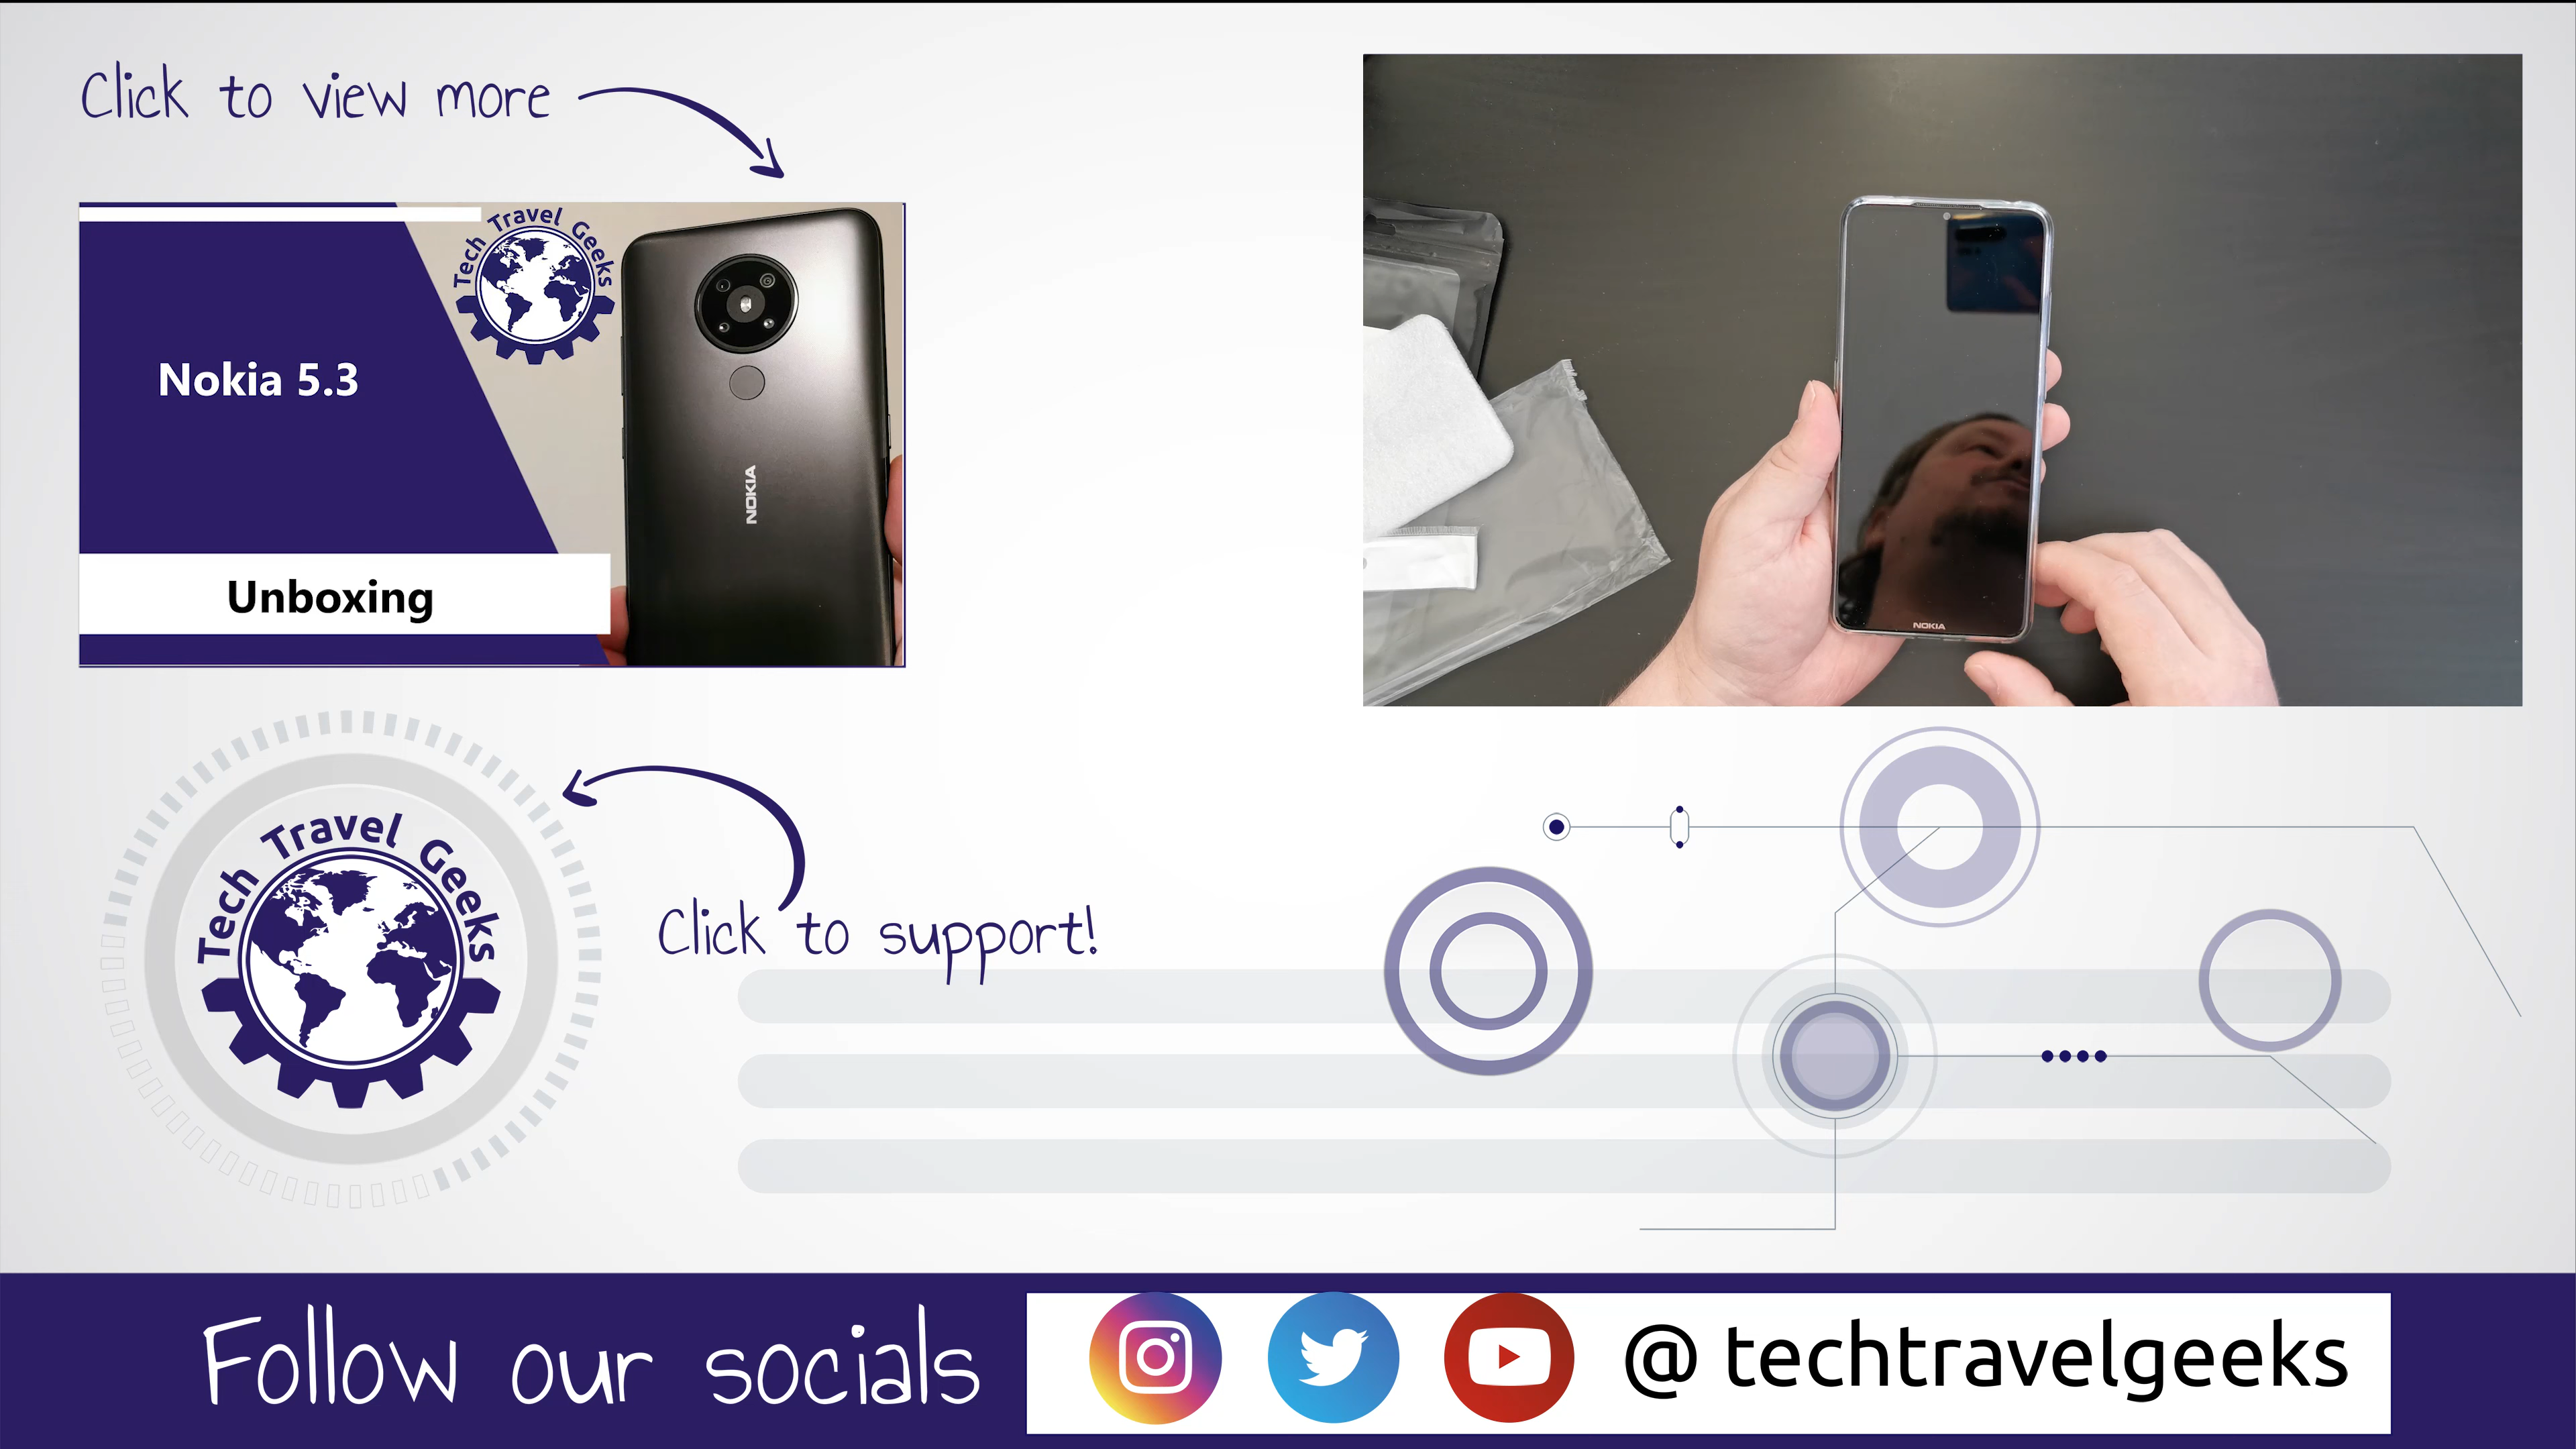 Click to view more
Tech Travel Geeks
Nokia 5.3
NOKIA
Unboxing
NOKIA
Tech Travel Geeks
Click to support!
Follow our socials
@ techtravelgeeks